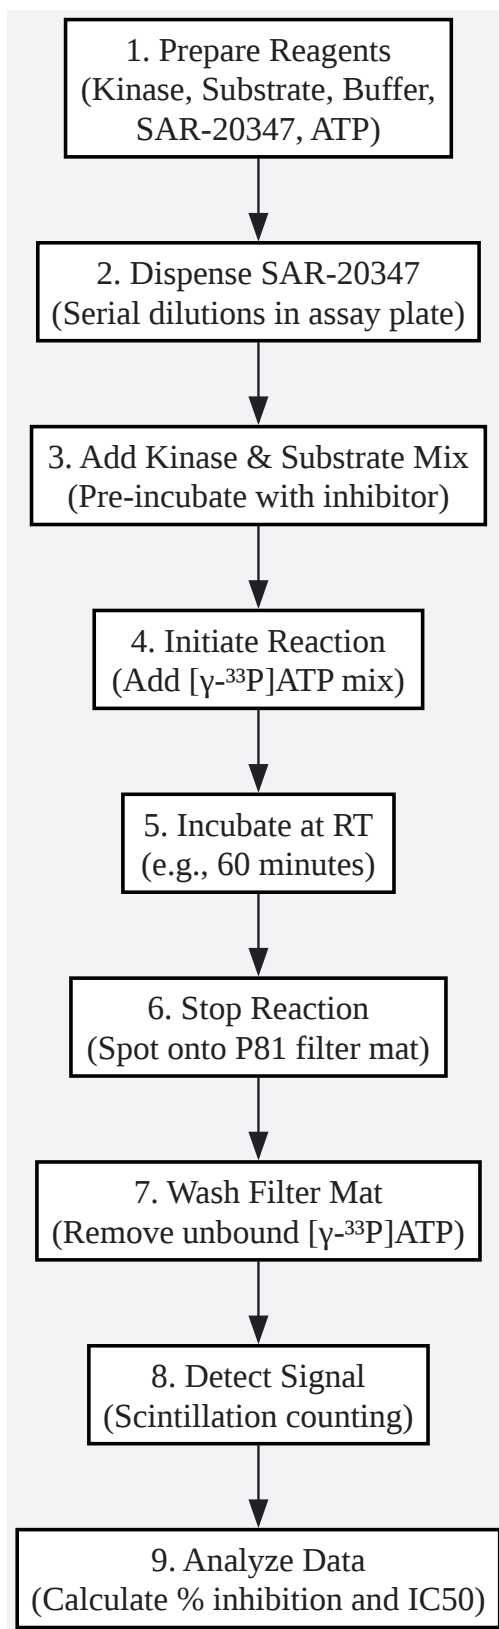 1. Prepare Reagents
(Kinase, Substrate, Buffer,
SAR-20347, ATP)
2. Dispense SAR-20347
(Serial dilutions in assay plate)
3. Add Kinase & Substrate Mix
(Pre-incubate with inhibitor)
4. Initiate Reaction
(Add [γ-³³P]ATP mix)
5. Incubate at RT
(e.g., 60 minutes)
6. Stop Reaction
(Spot onto P81 filter mat)
7. Wash Filter Mat
(Remove unbound [γ-³³P]ATP)
8. Detect Signal
(Scintillation counting)
9. Analyze Data
(Calculate % inhibition and IC50)